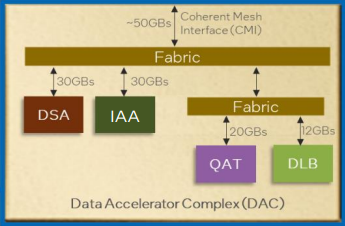 ~50GBs
Coherent Mesh
Interface (CMI)
Fabric
30GBs
30GBs
DSA
IAA
Fabric
20GBs
12GBs
QAT
DLB
Data Accelerator Complex (DAC)